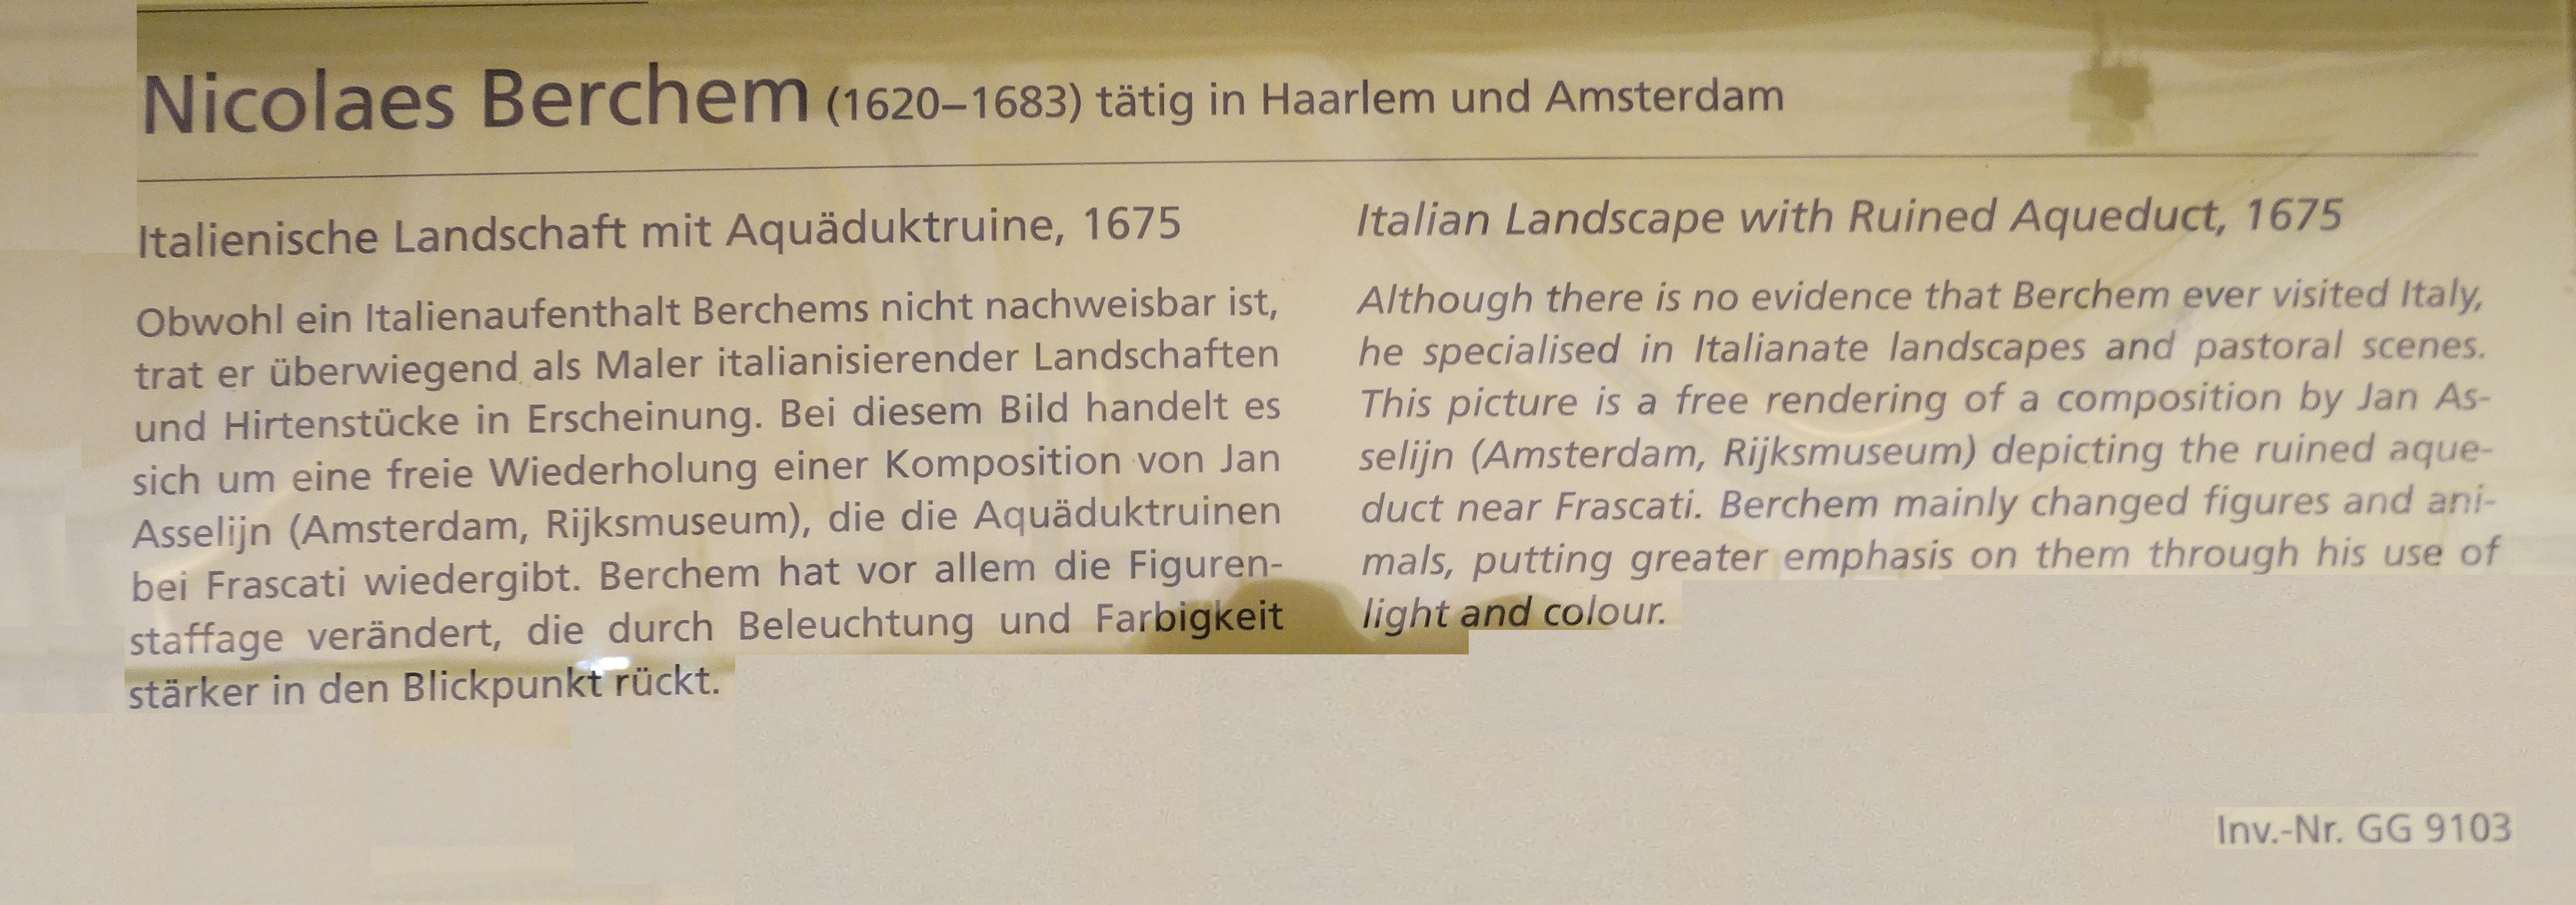 Nicolaes Berchem (1620–1683) tätig in Haarlem und Amsterdam
Italienische Landschaft mit Aquäduktruine, 1675
Obwohl ein Italienaufenthalt Berchems nicht nachweisbar ist,
trat er überwiegend als Maler italianisierender Landschaften
und Hirtenstücke in Erscheinung. Bei diesem Bild handelt es
sich um eine freie Wiederholung einer Komposition von Jan
Asselijn (Amsterdam, Rijksmuseum), die die Aquäduktruinen
bei Frascati wiedergibt. Berchem hat vor allem die Figuren-
staffage verändert, die durch Beleuchtung und Farbigkeit
stärker in den Blickpunkt rückt.
Italian Landscape with Ruined Aqueduct, 1675
Although there is no evidence that Berchem ever visited Italy,
he specialised in Italianate landscapes and pastoral scenes.
This picture is a free rendering of a composition by Jan As-
selijn (Amsterdam, Rijksmuseum) depicting the ruined aque-
duct near Frascati. Berchem mainly changed figures and ani-
mals, putting greater emphasis on them through his use of
light and colour.
Inv.-Nr. GG 9103